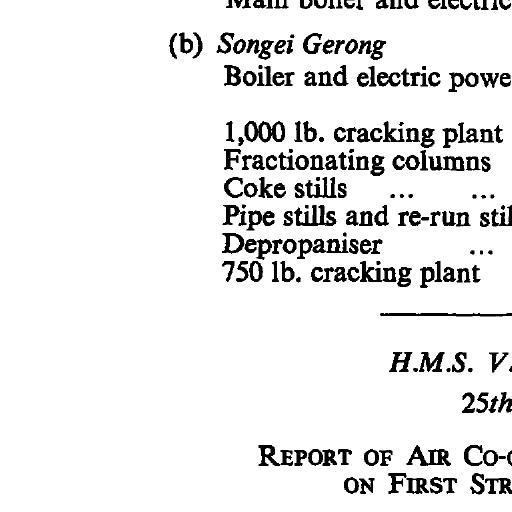 Main boiler and electric
(b) Songei Gerong
Boiler and electric powe
1,000 lb. cracking plant
Fractionating columns
Coke stills ... ...
Pipe stills and re-run stil
Depropaniser ...
750 lb. cracking plant
H.M.S. V
25th
REPORT OF AIR CO-
ON FIRST STR